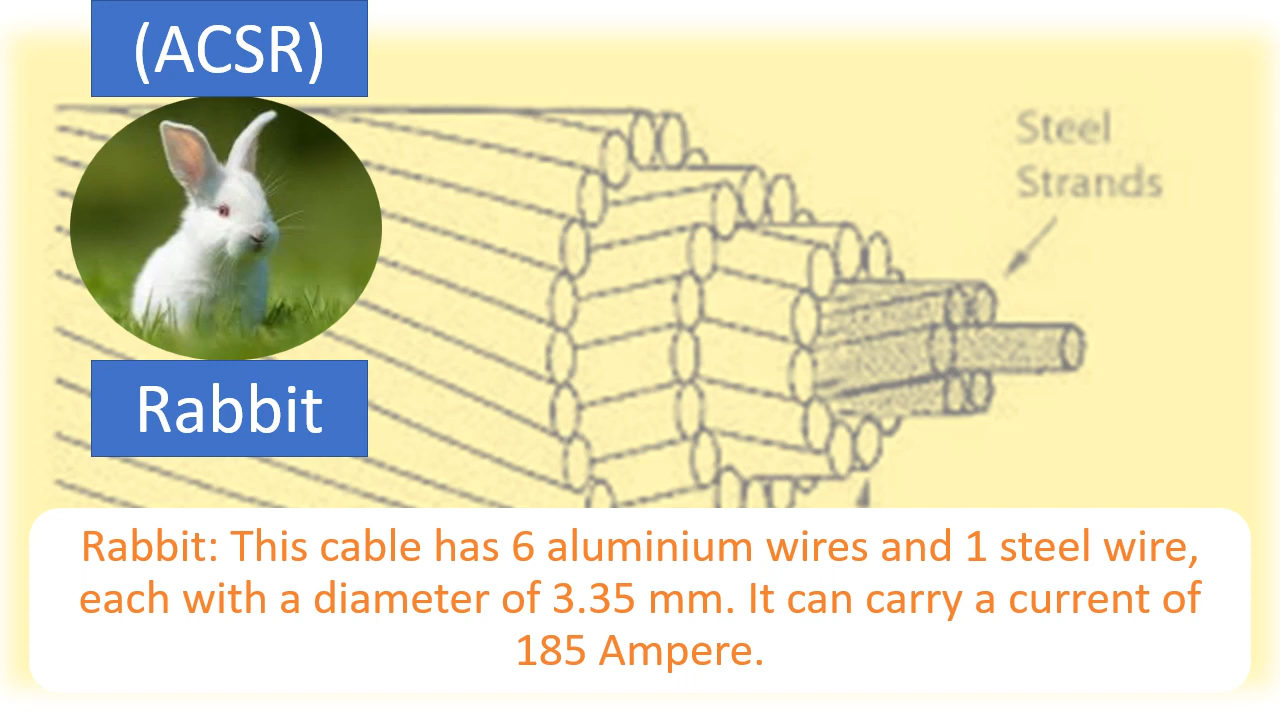 (ACSR)
Steel
Strands
Rabbit
Rabbit: This cable has 6 aluminium wires and 1 steel wire,
each with a diameter of 3.35 mm. It can carry a current of
185 Ampere.